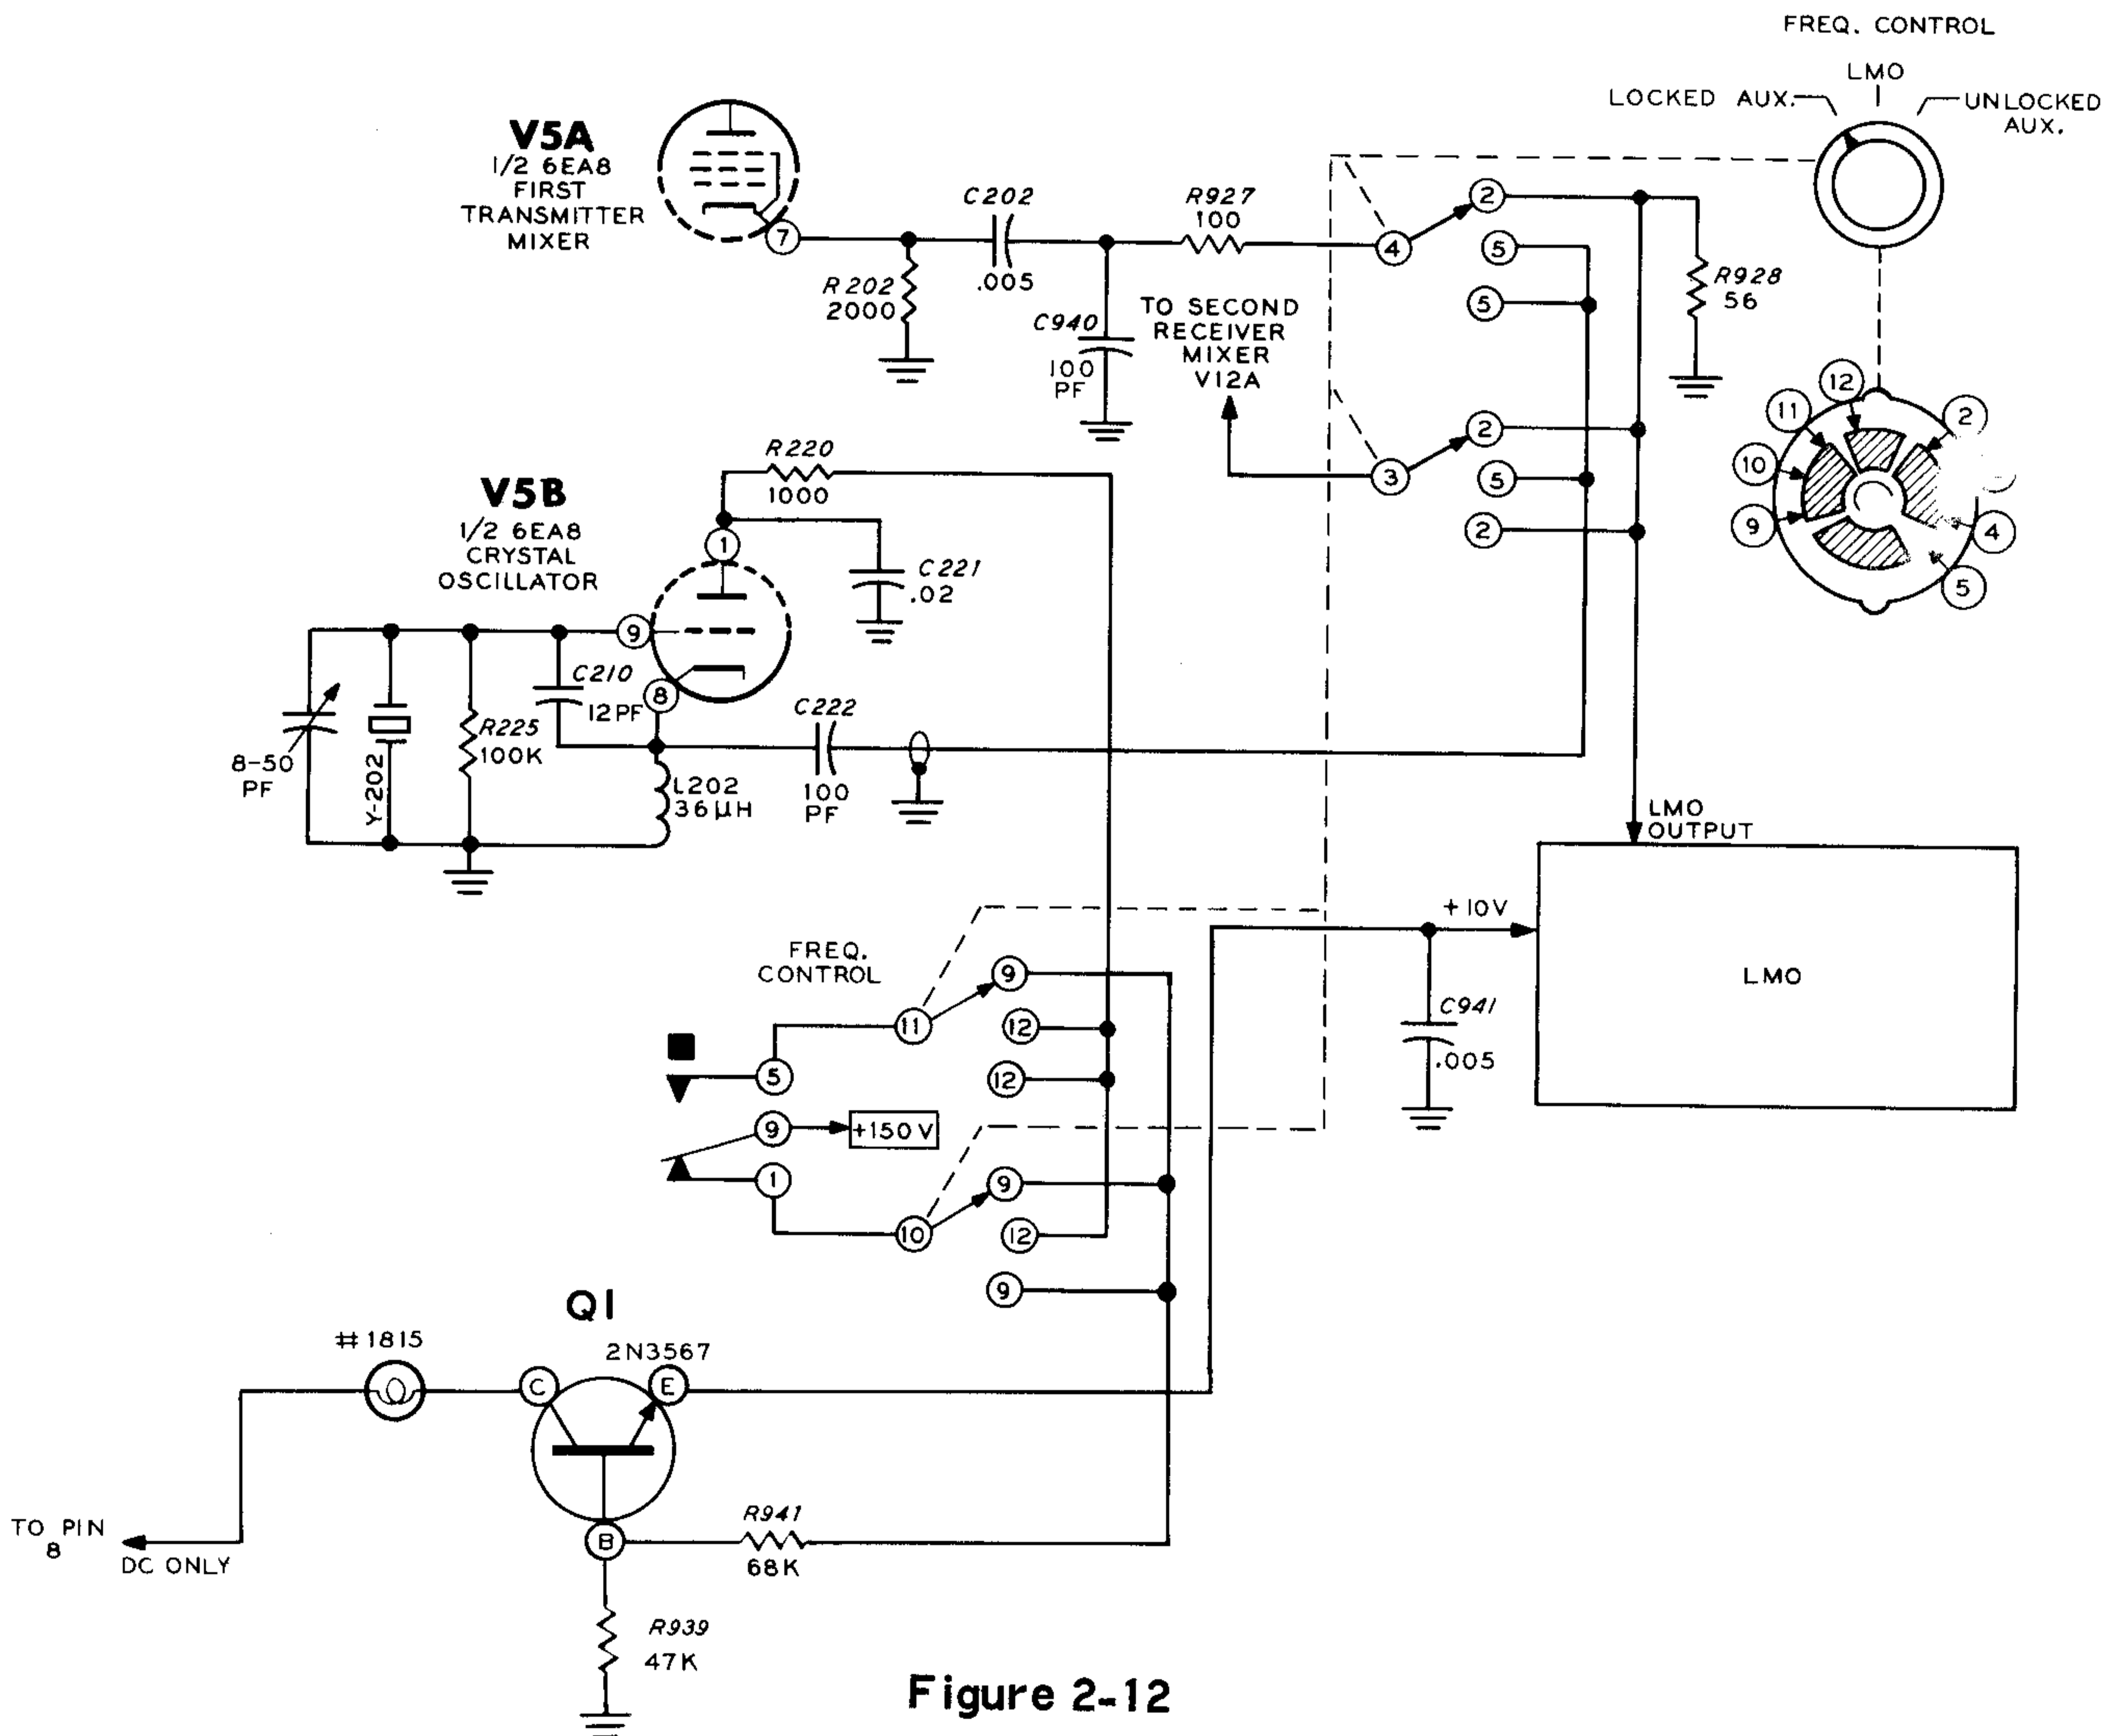 FREQ. CONTROL
LMO
LOCKED AUX.
UNLOCKED
AUX.
V5A
1/2 6EA8
FIRST
TRANSMITTER
MIXER
7
C202
.005
R927
100
4
2
5
5
R202
2000
C940
100
PF
TO SECOND
RECEIVER
MIXER
V12A
R928
56
3
2
5
2
12
11
10
9
2
4
5
R220
1000
V5B
1/2 6EA8
CRYSTAL
OSCILLATOR
1
C221
.02
9
8
C210
12PF
C222
100
PF
8-50
PF
Y-202
R225
100K
L202
36µH
LMO
OUTPUT
+10V
LMO
C941
.005
FREQ.
CONTROL
9
11
12
5
12
9
+150V
1
9
10
12
9
Q1
#1815
2N3567
C
E
B
TO PIN
8
DC ONLY
R941
68K
R939
47K
Figure 2-12